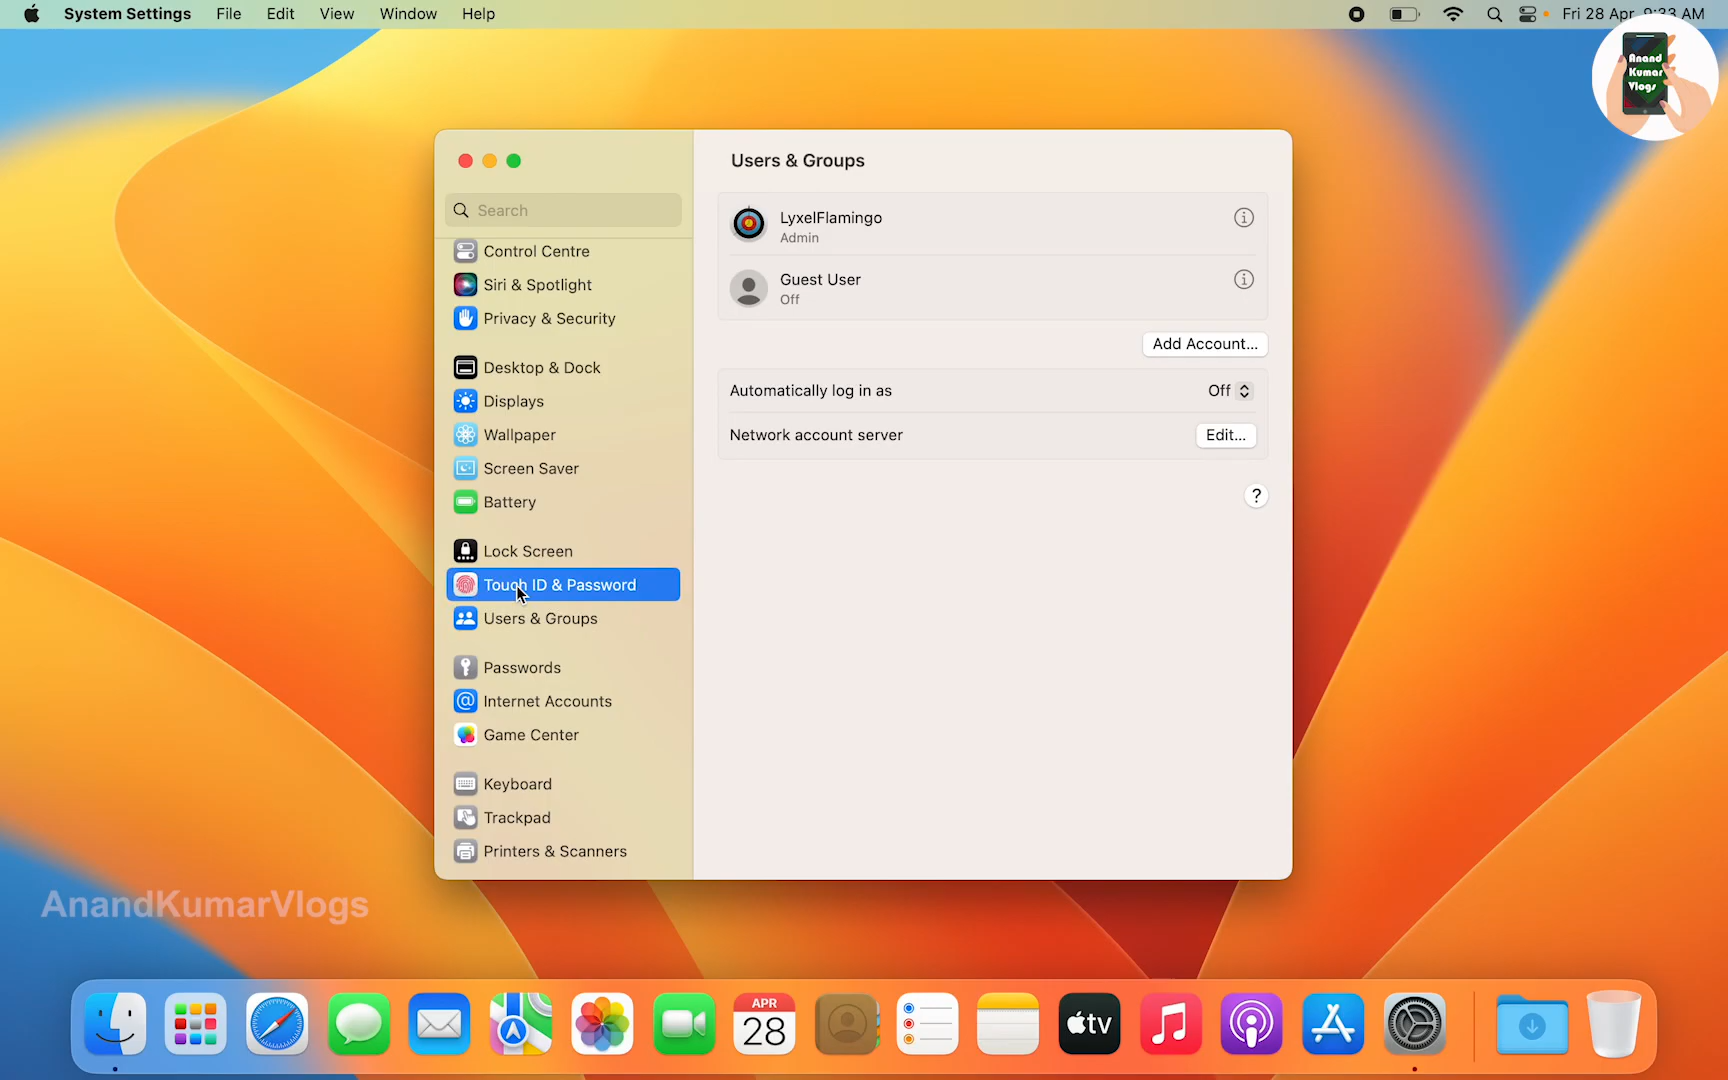 System Settings File Edit View Window Help
Fri 28 Apr 9:33 AM
Anand
Kumar
Vlogs
Search
Control Centre
Siri & Spotlight
Privacy & Security
Desktop & Dock
Displays
Wallpaper
Screen Saver
Battery
Lock Screen
Touch ID & Password
Users & Groups
Passwords
Internet Accounts
Game Center
Keyboard
Trackpad
Printers & Scanners
Users & Groups
LyxelFlamingo
Admin
Guest User
Off
Add Account...
Automatically log in as Off
Network account server Edit...
?
AnandKumarVlogs
APR
28
tv